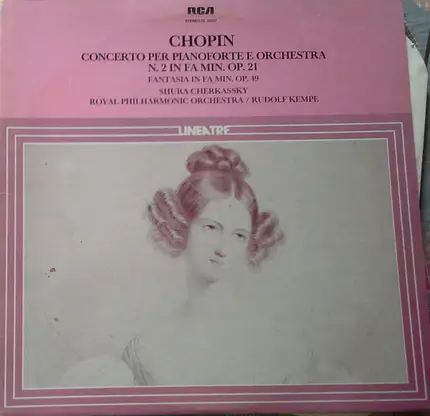 RCA
CHOPIN
CONCERTO PER PIANOFORTE E ORCHESTRA
N. 2 IN FA MIN. OP. 21
FANTASIA IN FA MIN. OP. 49
SHURA CHERKASSKY
ROYAL PHILHARMONIC ORCHESTRA / RUDOLF KEMPE
LINEATRE